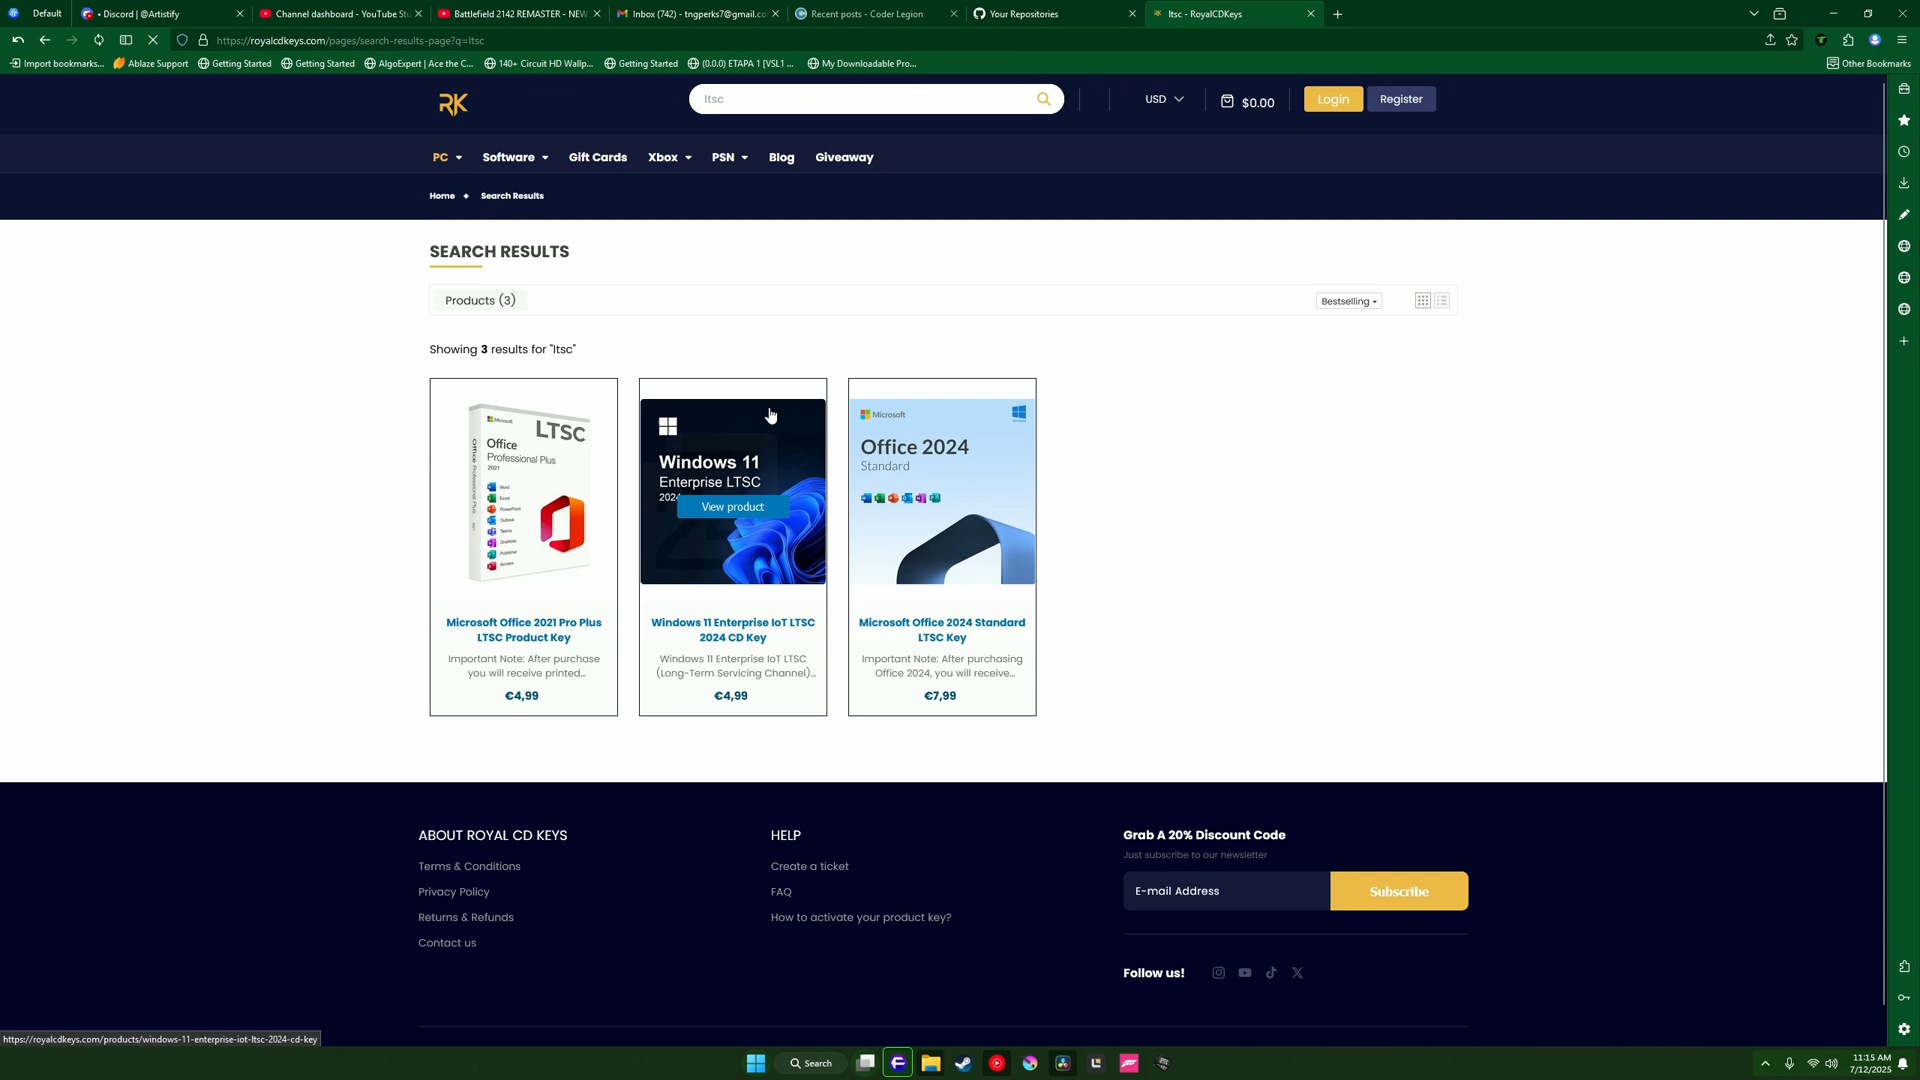 Default
• Discord | @Artistify
Channel dashboard - YouTube Stu
Battlefield 2142 REMASTER - NEW
Inbox (742) - tngperks7@gmail.co
Recent posts - Coder Legion
Your Repositories
ltsc - RoyalCDKeys
https://royalcdkeys.com/pages/search-results-page?q=ltsc
Import bookmarks...
Ablaze Support
Getting Started
Getting Started
AlgoExpert | Ace the C...
140+ Circuit HD Wallp...
Getting Started
(0.0.0) ETAPA 1 [VSL1 ...
My Downloadable Pro...
Other Bookmarks
RK
ltsc
USD
$0.00
Login
Register
PC
Software
Gift Cards
Xbox
PSN
Blog
Giveaway
Home
Search Results
SEARCH RESULTS
Products (3)
Bestselling
Showing 3 results for "ltsc"
Microsoft
LTSC
Office
Professional Plus
2021
Word
Excel
PowerPoint
Outlook
Teams
OneNote
Publisher
Access
Microsoft Office 2021 Pro Plus
LTSC Product Key
Important Note: After purchase
you will receive printed...
€4,99
Windows 11
Enterprise LTSC
2024
View product
Windows 11 Enterprise IoT LTSC
2024 CD Key
Windows 11 Enterprise IoT LTSC
(Long-Term Servicing Channel)...
€4,99
Microsoft
Office 2024
Standard
Microsoft Office 2024 Standard
LTSC Key
Important Note: After purchasing
Office 2024, you will receive...
€7,99
ABOUT ROYAL CD KEYS
Terms & Conditions
Privacy Policy
Returns & Refunds
Contact us
HELP
Create a ticket
FAQ
How to activate your product key?
Grab A 20% Discount Code
Just subscribe to our newsletter
E-mail Address
Subscribe
Follow us!
https://royalcdkeys.com/products/windows-11-enterprise-iot-ltsc-2024-cd-key
Search
11:15 AM
7/12/2025